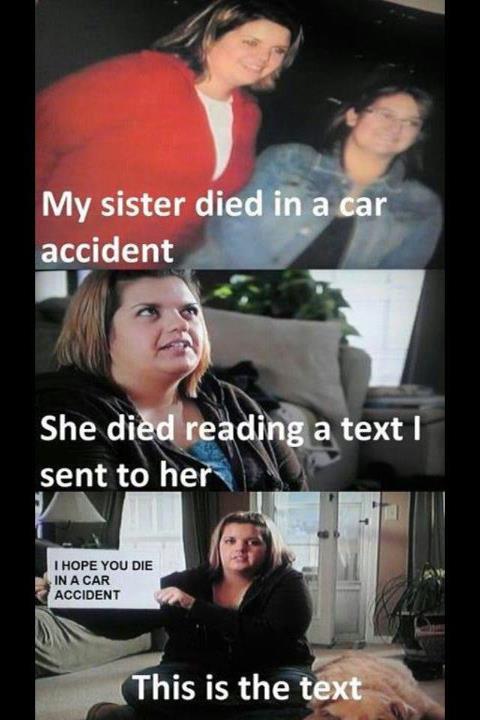 My sister died in a car
accident
She died reading a text I
sent to her
I HOPE YOU DIE
IN A CAR
ACCIDENT
This is the text